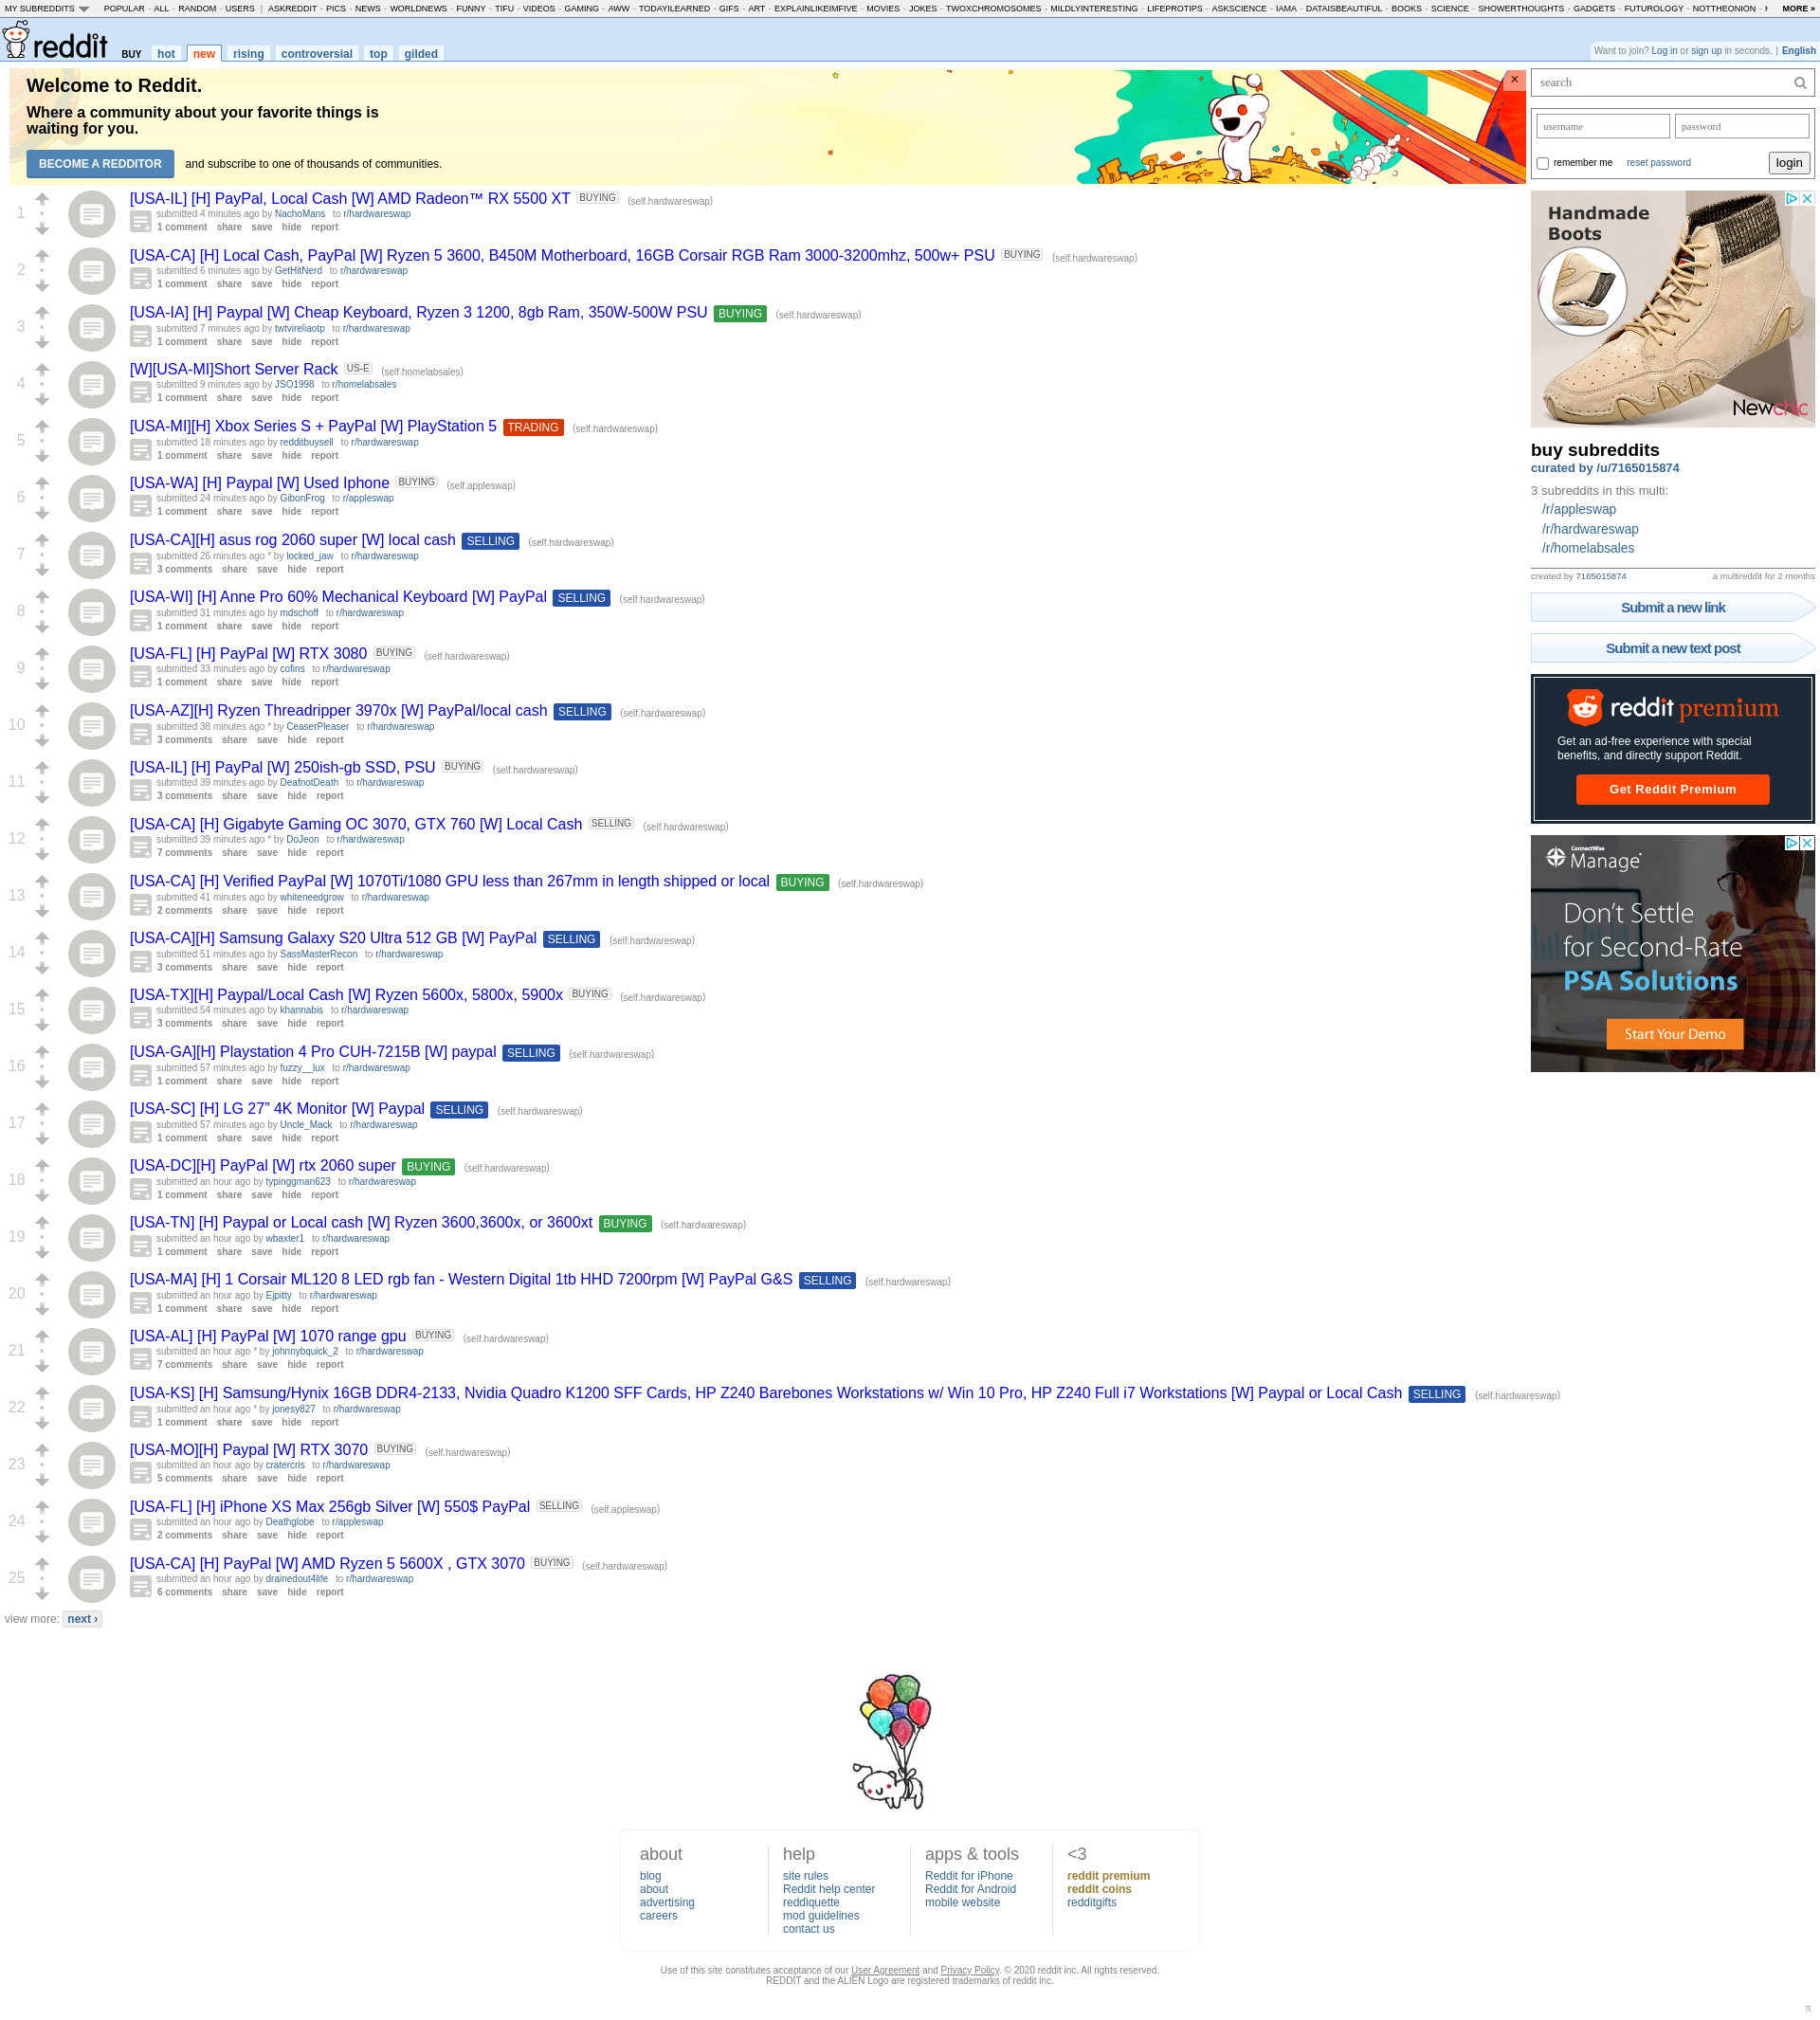 MY SUBREDDITS POPULAR - ALL - RANDOM - USERS | ASKREDDIT - PICS - NEWS - WORLDNEWS - FUNNY - TIFU - VIDEOS - GAMING - AWW - TODAYILEARNED - GIFS - ART - EXPLAINLIKEIMFIVE - MOVIES - JOKES - TWOXCHROMOSOMES - MILDLYINTERESTING - LIFEPROTIPS - ASKSCIENCE - IAMA - DATAISBEAUTIFUL - BOOKS - SCIENCE - SHOWERTHOUGHTS - GADGETS - FUTUROLOGY - NOTTHEONION - MORE »
reddit BUY hot new rising controversial top gilded
Want to join? Log in or sign up in seconds. | English
Welcome to Reddit.
Where a community about your favorite things is
waiting for you.
BECOME A REDDITOR and subscribe to one of thousands of communities.
1
[USA-IL] [H] PayPal, Local Cash [W] AMD Radeon™ RX 5500 XT BUYING (self.hardwareswap)
submitted 4 minutes ago by NachoMans to r/hardwareswap
1 comment share save hide report
2
[USA-CA] [H] Local Cash, PayPal [W] Ryzen 5 3600, B450M Motherboard, 16GB Corsair RGB Ram 3000-3200mhz, 500w+ PSU BUYING (self.hardwareswap)
submitted 6 minutes ago by GetHitNerd to r/hardwareswap
1 comment share save hide report
3
[USA-IA] [H] Paypal [W] Cheap Keyboard, Ryzen 3 1200, 8gb Ram, 350W-500W PSU BUYING (self.hardwareswap)
submitted 7 minutes ago by twtvireliaotp to r/hardwareswap
1 comment share save hide report
4
[W][USA-MI]Short Server Rack US-E (self.homelabsales)
submitted 9 minutes ago by JSO1998 to r/homelabsales
1 comment share save hide report
5
[USA-MI][H] Xbox Series S + PayPal [W] PlayStation 5 TRADING (self.hardwareswap)
submitted 18 minutes ago by redditbuysell to r/hardwareswap
1 comment share save hide report
6
[USA-WA] [H] Paypal [W] Used Iphone BUYING (self.appleswap)
submitted 24 minutes ago by GibonFrog to r/appleswap
1 comment share save hide report
7
[USA-CA][H] asus rog 2060 super [W] local cash SELLING (self.hardwareswap)
submitted 26 minutes ago * by locked_jaw to r/hardwareswap
3 comments share save hide report
8
[USA-WI] [H] Anne Pro 60% Mechanical Keyboard [W] PayPal SELLING (self.hardwareswap)
submitted 31 minutes ago by mdschoff to r/hardwareswap
1 comment share save hide report
9
[USA-FL] [H] PayPal [W] RTX 3080 BUYING (self.hardwareswap)
submitted 33 minutes ago by cofins to r/hardwareswap
1 comment share save hide report
10
[USA-AZ][H] Ryzen Threadripper 3970x [W] PayPal/local cash SELLING (self.hardwareswap)
submitted 38 minutes ago * by CeaserPleaser to r/hardwareswap
3 comments share save hide report
11
[USA-IL] [H] PayPal [W] 250ish-gb SSD, PSU BUYING (self.hardwareswap)
submitted 39 minutes ago by DeafnotDeath to r/hardwareswap
3 comments share save hide report
12
[USA-CA] [H] Gigabyte Gaming OC 3070, GTX 760 [W] Local Cash SELLING (self.hardwareswap)
submitted 39 minutes ago * by DoJeon to r/hardwareswap
7 comments share save hide report
13
[USA-CA] [H] Verified PayPal [W] 1070Ti/1080 GPU less than 267mm in length shipped or local BUYING (self.hardwareswap)
submitted 41 minutes ago by whiteneedgrow to r/hardwareswap
2 comments share save hide report
14
[USA-CA][H] Samsung Galaxy S20 Ultra 512 GB [W] PayPal SELLING (self.hardwareswap)
submitted 51 minutes ago by SassMasterRecon to r/hardwareswap
3 comments share save hide report
15
[USA-TX][H] Paypal/Local Cash [W] Ryzen 5600x, 5800x, 5900x BUYING (self.hardwareswap)
submitted 54 minutes ago by khannabis to r/hardwareswap
3 comments share save hide report
16
[USA-GA][H] Playstation 4 Pro CUH-7215B [W] paypal SELLING (self.hardwareswap)
submitted 57 minutes ago by fuzzy__lux to r/hardwareswap
1 comment share save hide report
17
[USA-SC] [H] LG 27” 4K Monitor [W] Paypal SELLING (self.hardwareswap)
submitted 57 minutes ago by Uncle_Mack to r/hardwareswap
1 comment share save hide report
18
[USA-DC][H] PayPal [W] rtx 2060 super BUYING (self.hardwareswap)
submitted an hour ago by typinggman623 to r/hardwareswap
1 comment share save hide report
19
[USA-TN] [H] Paypal or Local cash [W] Ryzen 3600,3600x, or 3600xt BUYING (self.hardwareswap)
submitted an hour ago by wbaxter1 to r/hardwareswap
1 comment share save hide report
20
[USA-MA] [H] 1 Corsair ML120 8 LED rgb fan - Western Digital 1tb HHD 7200rpm [W] PayPal G&S SELLING (self.hardwareswap)
submitted an hour ago by Ejpitty to r/hardwareswap
1 comment share save hide report
21
[USA-AL] [H] PayPal [W] 1070 range gpu BUYING (self.hardwareswap)
submitted an hour ago * by johnnybquick_2 to r/hardwareswap
7 comments share save hide report
22
[USA-KS] [H] Samsung/Hynix 16GB DDR4-2133, Nvidia Quadro K1200 SFF Cards, HP Z240 Barebones Workstations w/ Win 10 Pro, HP Z240 Full i7 Workstations [W] Paypal or Local Cash SELLING (self.hardwareswap)
submitted an hour ago * by jonesy827 to r/hardwareswap
1 comment share save hide report
23
[USA-MO][H] Paypal [W] RTX 3070 BUYING (self.hardwareswap)
submitted an hour ago by cratercris to r/hardwareswap
5 comments share save hide report
24
[USA-FL] [H] iPhone XS Max 256gb Silver [W] 550$ PayPal SELLING (self.appleswap)
submitted an hour ago by Deathglobe to r/appleswap
2 comments share save hide report
25
[USA-CA] [H] PayPal [W] AMD Ryzen 5 5600X , GTX 3070 BUYING (self.hardwareswap)
submitted an hour ago by drainedout4life to r/hardwareswap
6 comments share save hide report
view more: next ›
search
username password
remember me reset password login
Handmade
Boots
Newchic
buy subreddits
curated by /u/7165015874
3 subreddits in this multi:
/r/appleswap
/r/hardwareswap
/r/homelabsales
created by 7165015874 a multireddit for 2 months
Submit a new link
Submit a new text post
reddit premium
Get an ad-free experience with special
benefits, and directly support Reddit.
Get Reddit Premium
ConnectWise
Manage
Don't Settle
for Second-Rate
PSA Solutions
Start Your Demo
about
blog
about
advertising
careers
help
site rules
Reddit help center
reddiquette
mod guidelines
contact us
apps & tools
Reddit for iPhone
Reddit for Android
mobile website
<3
reddit premium
reddit coins
redditgifts
Use of this site constitutes acceptance of our User Agreement and Privacy Policy. © 2020 reddit inc. All rights reserved.
REDDIT and the ALIEN Logo are registered trademarks of reddit inc.
π